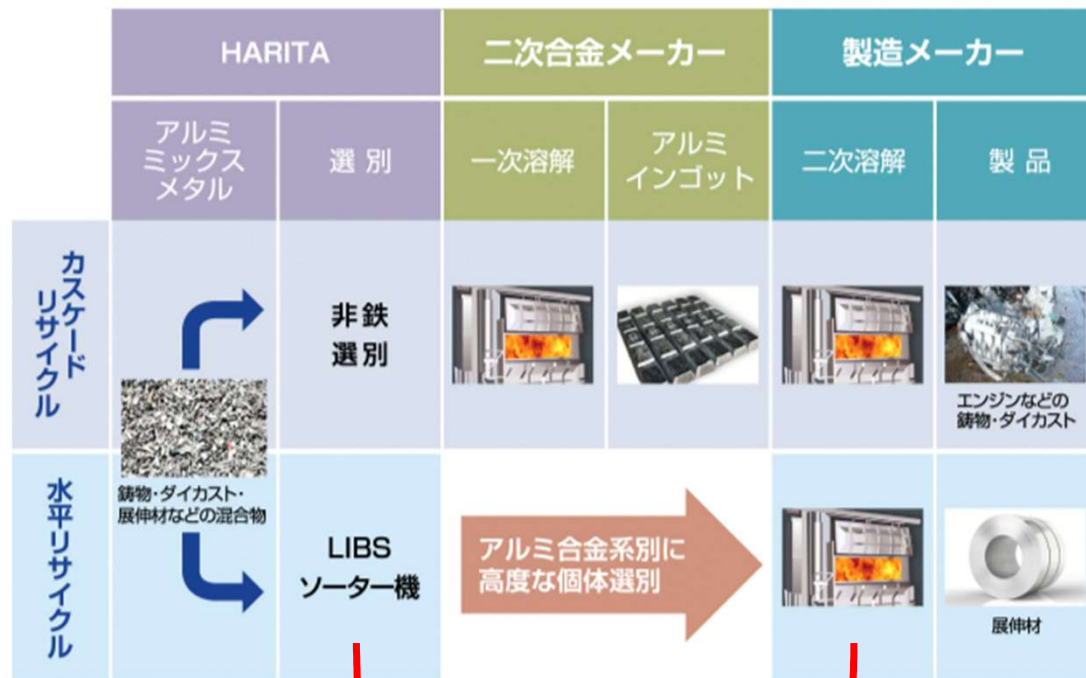 HARITA
二次合金メーカー
製造メーカー
アルミ
ミックス
メタル
選別
一次溶解
アルミ
インゴット
二次溶解
製品
カスケード
リサイクル
非鉄
選別
エンジンなどの
鋳物・ダイカスト
水平リサイクル
鋳物・ダイカスト・
展伸材などの混合物
LIBS
ソーター機
アルミ合金系別に
高度な個体選別
展伸材